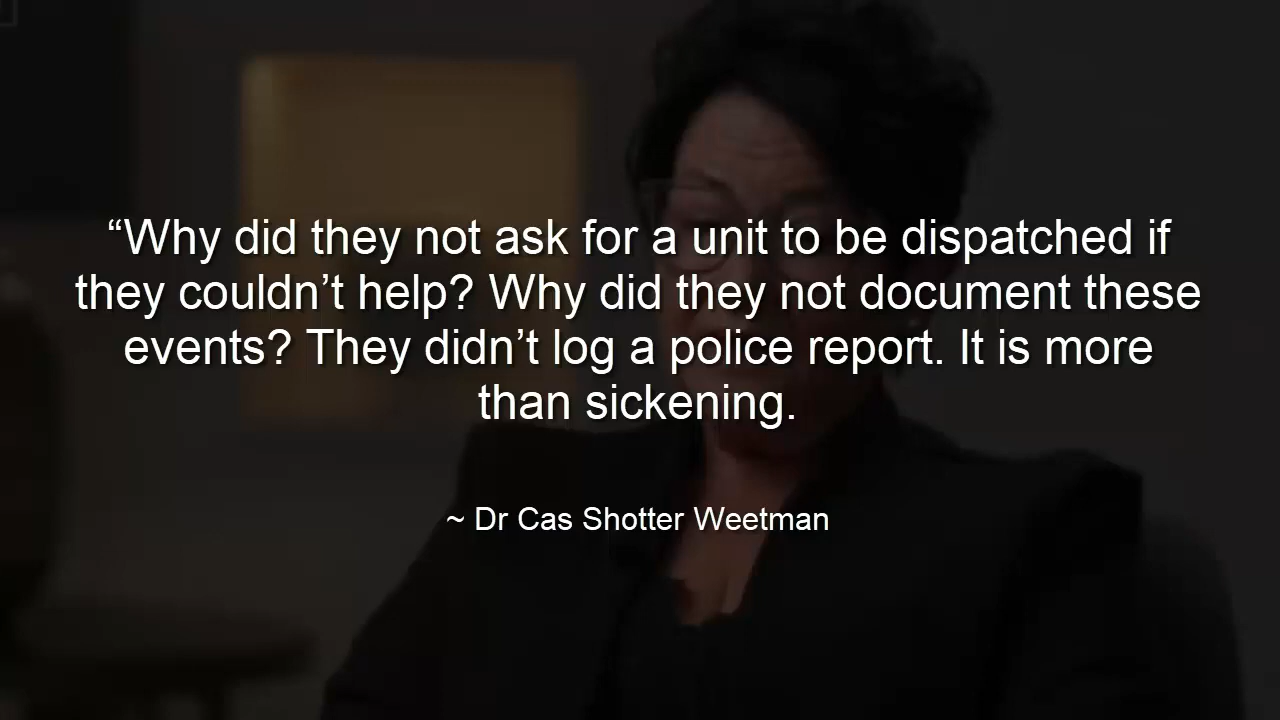 “Why did they not ask for a unit to be dispatched if
they couldn’t help? Why did they not document these
events? They didn’t log a police report. It is more
than sickening.
~ Dr Cas Shotter Weetman